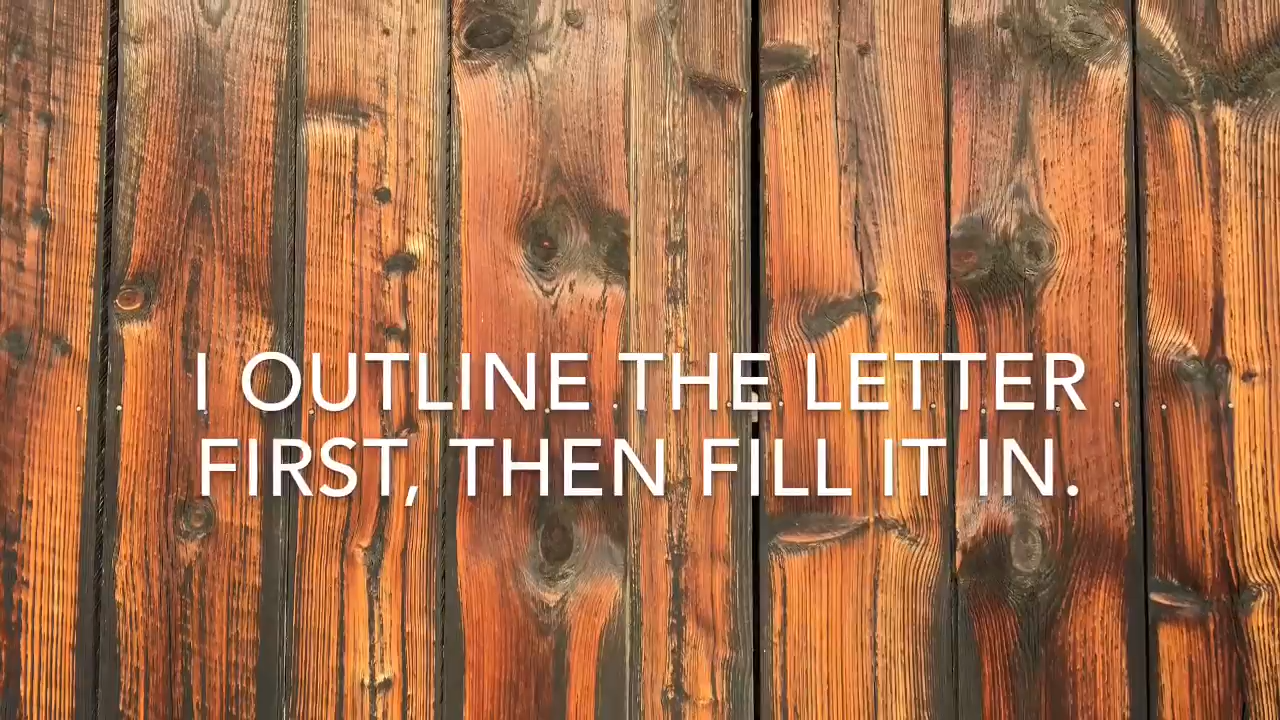 I OUTLINE THE LETTER
FIRST, THEN FILL IT IN.